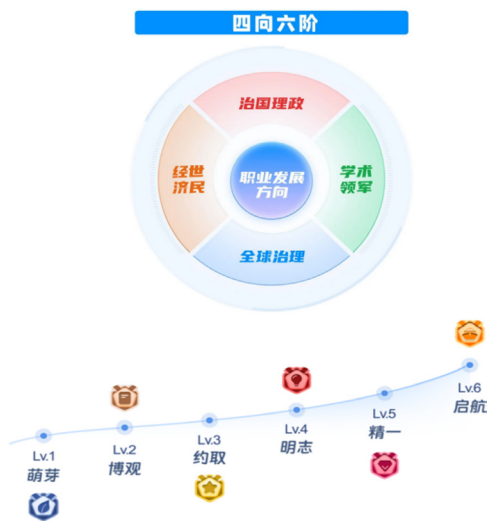 四向六阶
治国理政
经世
济民
职业发展
方向
学术
领军
全球治理
Lv.1
萌芽
Lv.2
博观
Lv.3
约取
Lv.4
明志
Lv.5
精一
Lv.6
启航